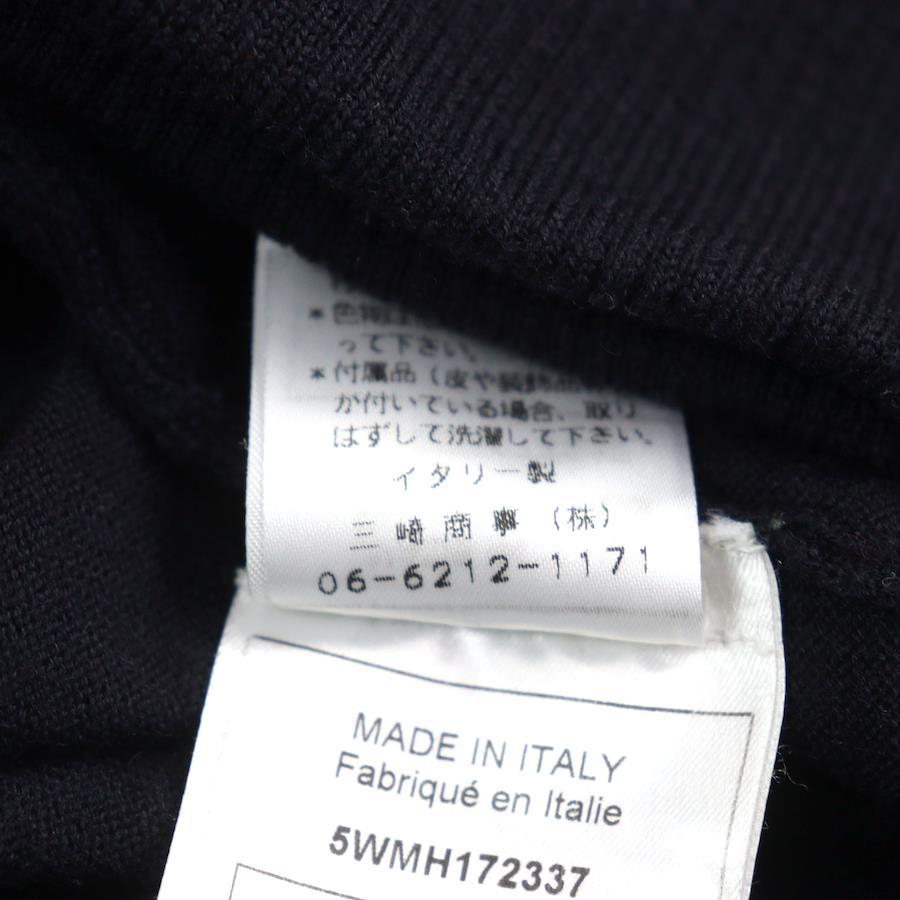 *色
って下さい。
*付属品（皮や装飾品
が付いている場合、取り
はずして洗濯して下さい。
イタリー製
三崎商事（株）
06-6212-1171
MADE IN ITALY
Fabriqué en Italie
5WMH172337